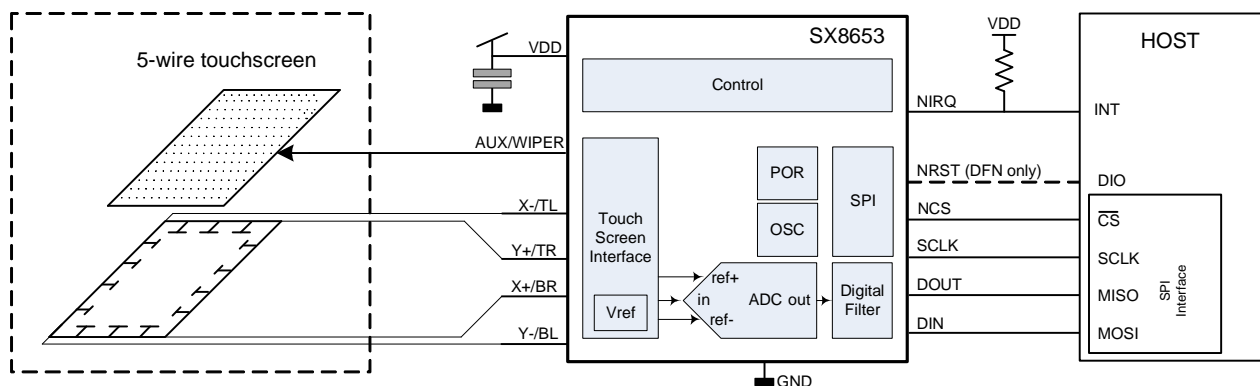 5-wire touchscreen
VDD
AUX/WIPER
X-/TL
Y+/TR
X+/BR
Y-/BL
SX8653
Control
Touch
Screen
Interface
Vref
POR
OSC
SPI
ref+
in
ref-
ADC out
Digital
Filter
GND
VDD
NIRQ
NRST (DFN only)
NCS
SCLK
DOUT
DIN
HOST
INT
DIO
CS
SCLK
MISO
MOSI
SPI
Interface